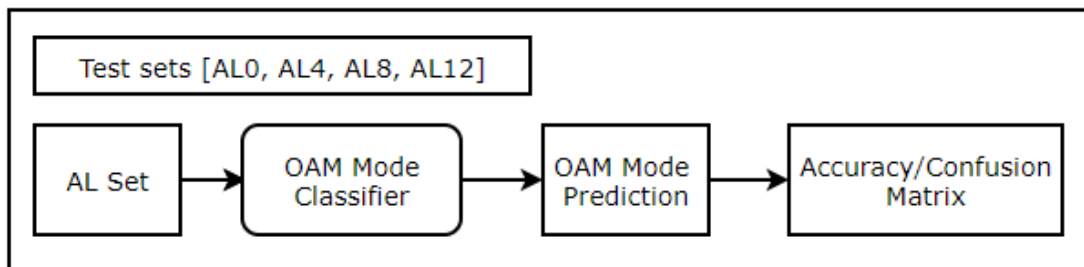 Test sets [AL0, AL4, AL8, AL12]
AL Set
OAM Mode
Classifier
OAM Mode
Prediction
Accuracy/Confusion
Matrix